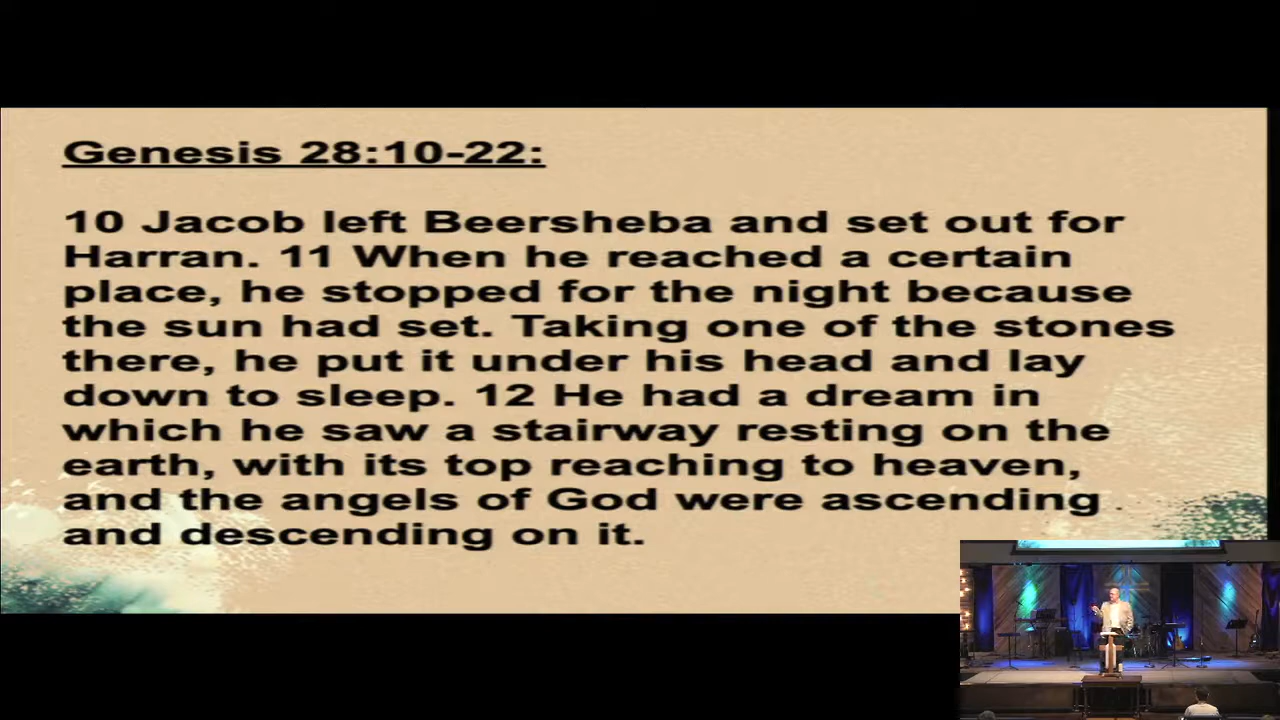 Genesis 28:10-22:
10 Jacob left Beersheba and set out for
Harran. 11 When he reached a certain
place, he stopped for the night because
the sun had set. Taking one of the stones
there, he put it under his head and lay
down to sleep. 12 He had a dream in
which he saw a stairway resting on the
earth, with its top reaching to heaven,
and the angels of God were ascending
and descending on it.